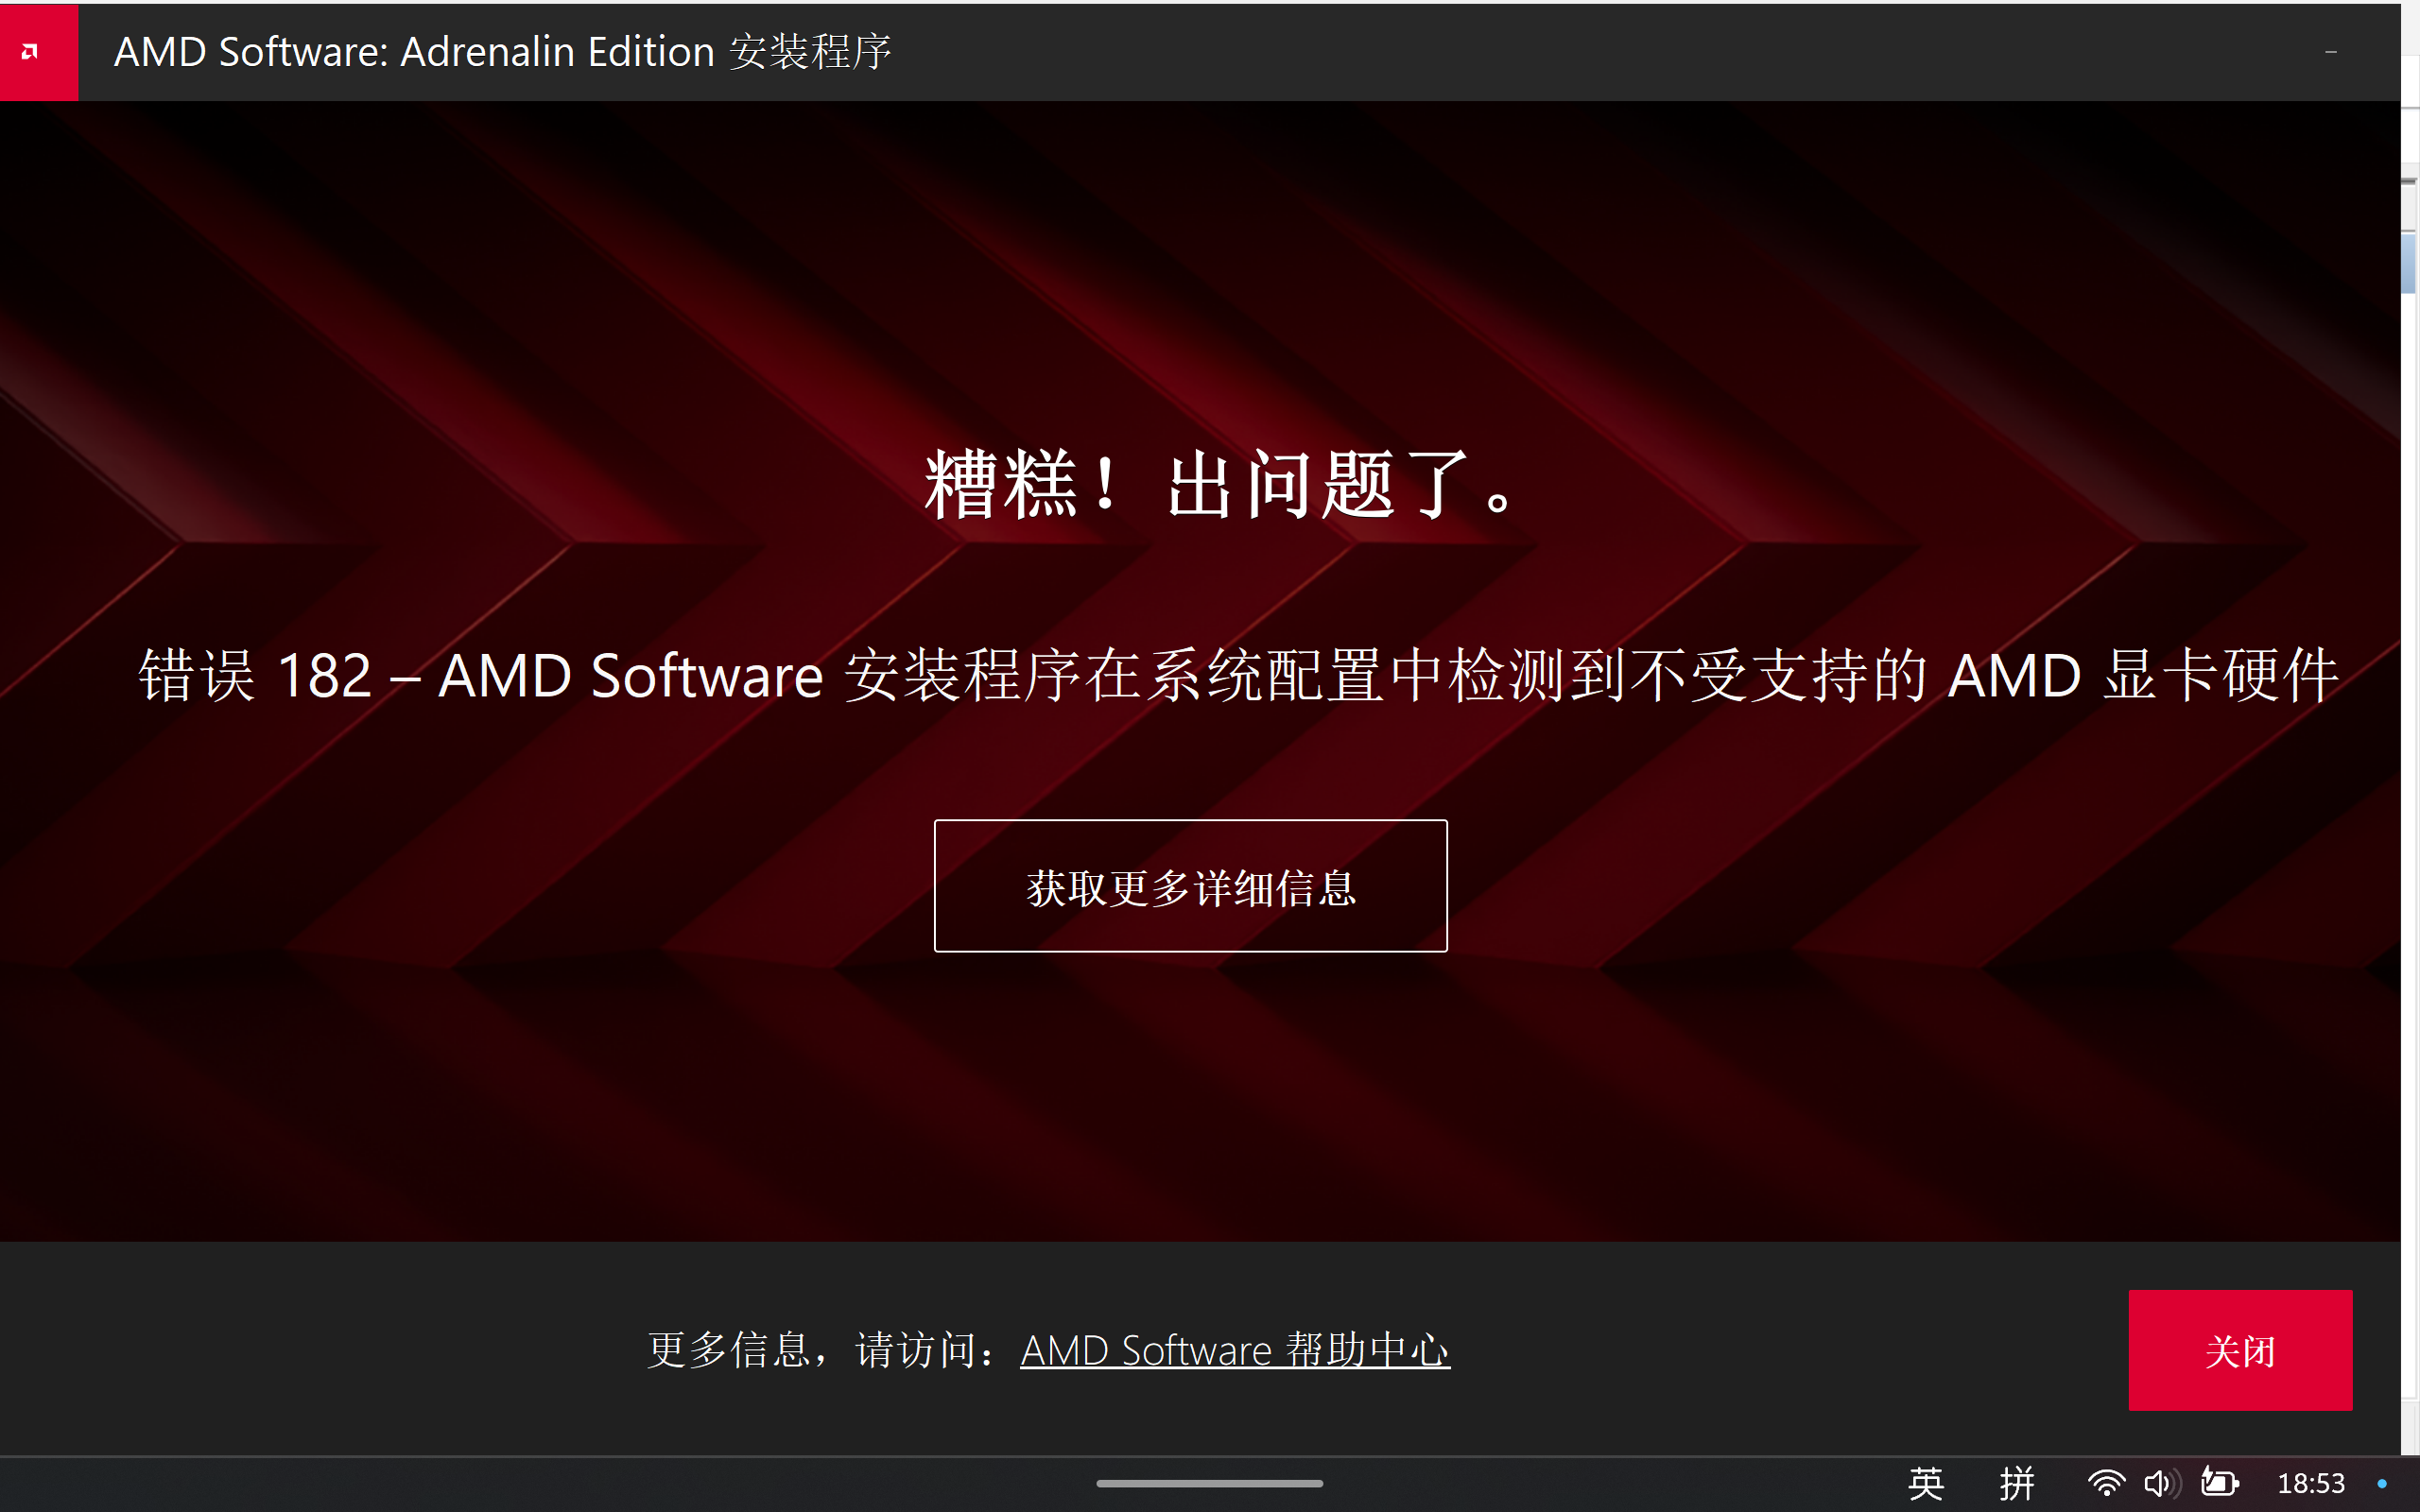 AMD Software: Adrenalin Edition 安装程序
糟糕！出问题了。
错误 182 – AMD Software 安装程序在系统配置中检测到不受支持的 AMD 显卡硬件
获取更多详细信息
更多信息，请访问：AMD Software 帮助中心
关闭
英 拼 18:53